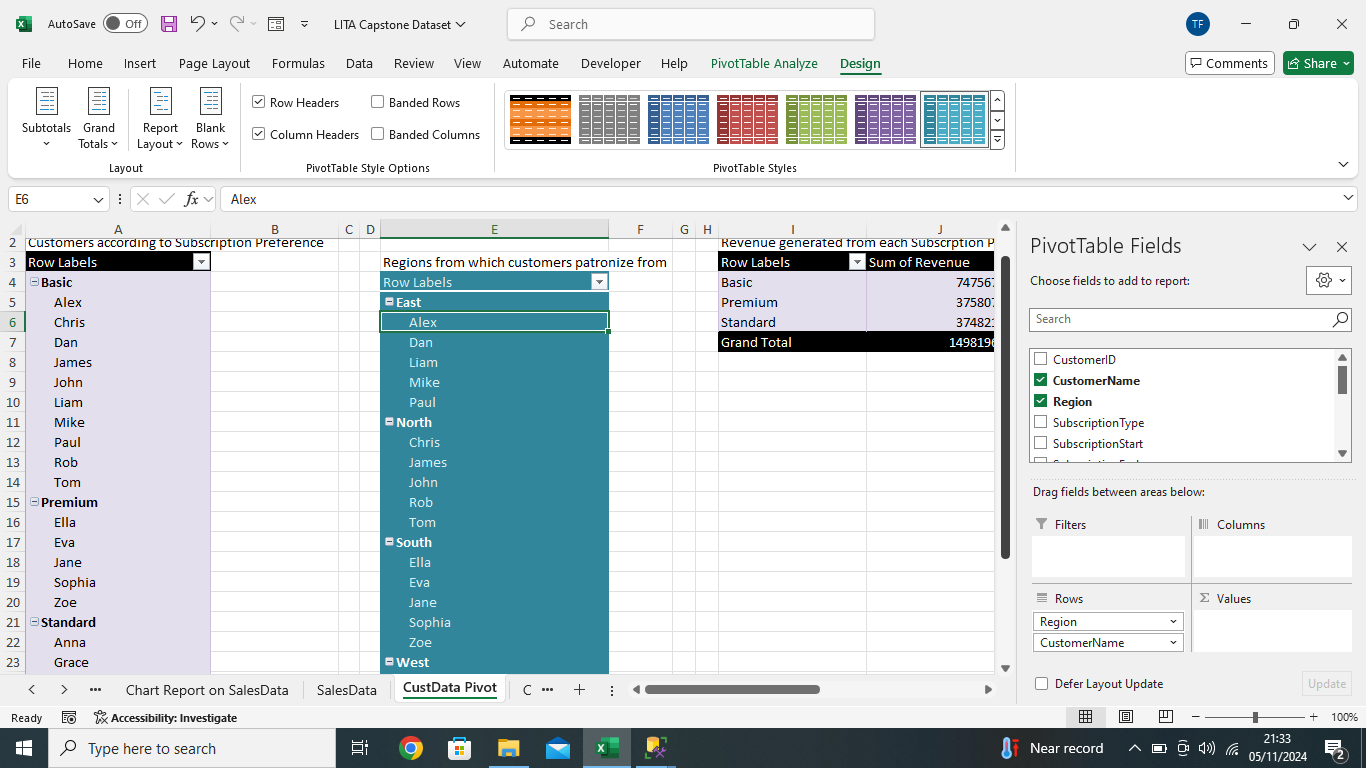 AutoSave Off LITA Capstone Dataset Search TF
File Home Insert Page Layout Formulas Data Review View Automate Developer Help PivotTable Analyze Design Comments Share
Subtotals
Grand Totals
Report Layout
Blank Rows
Layout
Row Headers Banded Rows
Column Headers Banded Columns
PivotTable Style Options
PivotTable Styles
E6 fx Alex
A B C D E F G H I J
2 Customers according to Subscription Preference Revenue generated from each Subscrption P
3 Row Labels Regions from which customers patronize from Row Labels Sum of Revenue
4 Basic Row Labels Basic 747567
5 Alex East Premium 375807
6 Chris Alex Standard 374823
7 Dan Dan Grand Total 1498196
8 James Liam
9 John Mike
10 Liam Paul
11 Mike North
12 Paul Chris
13 Rob James
14 Tom John
15 Premium Rob
16 Ella Tom
17 Eva South
18 Jane Ella
19 Sophia Eva
20 Zoe Jane
21 Standard Sophia
22 Anna Zoe
23 Grace West
PivotTable Fields
Choose fields to add to report:
Search
CustomerID
CustomerName
Region
SubscriptionType
SubscriptionStart
Drag fields between areas below:
Filters Columns
Rows Σ Values
Region
CustomerName
Defer Layout Update Update
Chart Report on SalesData SalesData CustData Pivot C
Ready Accessibility: Investigate 100%
Type here to search Near record 21:33
05/11/2024 2